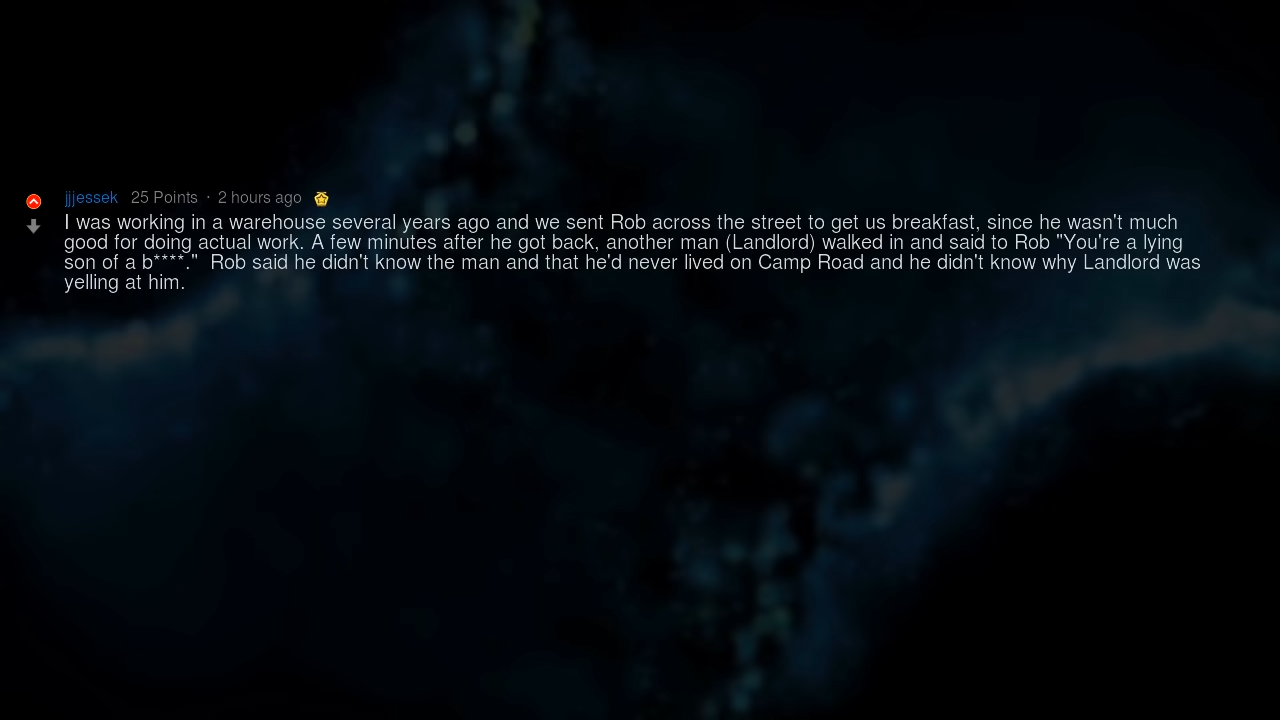 jjjessek 25 Points · 2 hours ago
I was working in a warehouse several years ago and we sent Rob across the street to get us breakfast, since he wasn't much
good for doing actual work. A few minutes after he got back, another man (Landlord) walked in and said to Rob "You're a lying
son of a b****."  Rob said he didn't know the man and that he'd never lived on Camp Road and he didn't know why Landlord was
yelling at him.